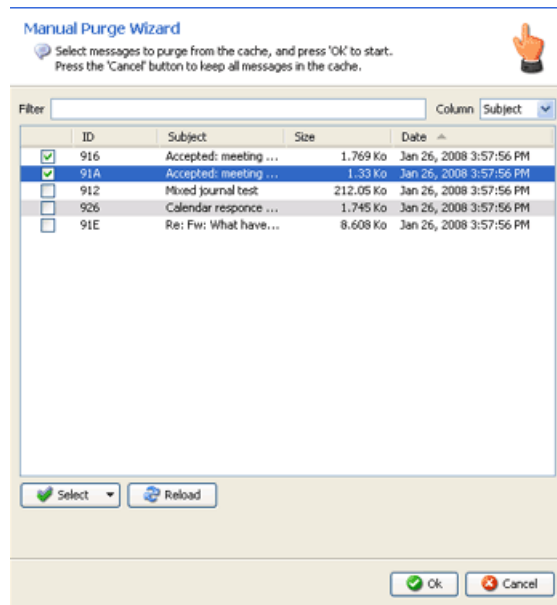 Manual Purge Wizard
Select messages to purge from the cache, and press 'Ok' to start.
Press the 'Cancel' button to keep all messages in the cache.
Filter Column Subject
ID Subject Size Date
916 Accepted: meeting ... 1.769 Ko Jan 26, 2008 3:57:56 PM
91A Accepted: meeting ... 1.33 Ko Jan 26, 2008 3:57:56 PM
912 Mixed journal test 212.05 Ko Jan 26, 2008 3:57:56 PM
926 Calendar responce ... 1.745 Ko Jan 26, 2008 3:57:56 PM
91E Re: Fw: What have... 8.608 Ko Jan 26, 2008 3:57:56 PM
Select Reload
Ok Cancel